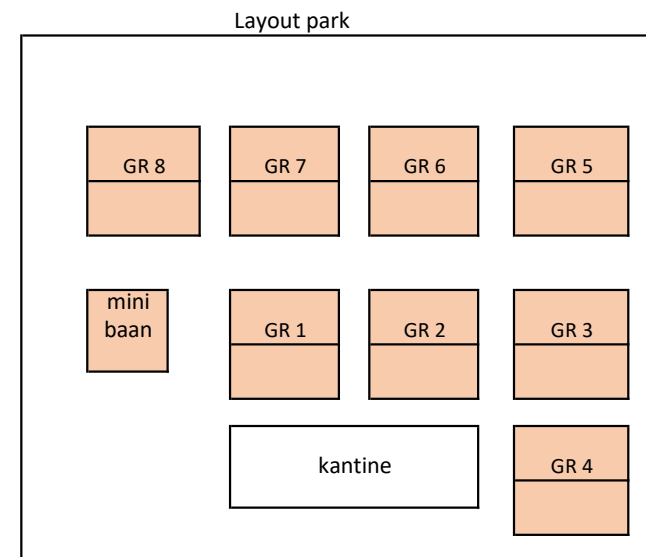 Layout park
GR 8
GR 7
GR 6
GR 5
mini
baan
GR 1
GR 2
GR 3
kantine
GR 4